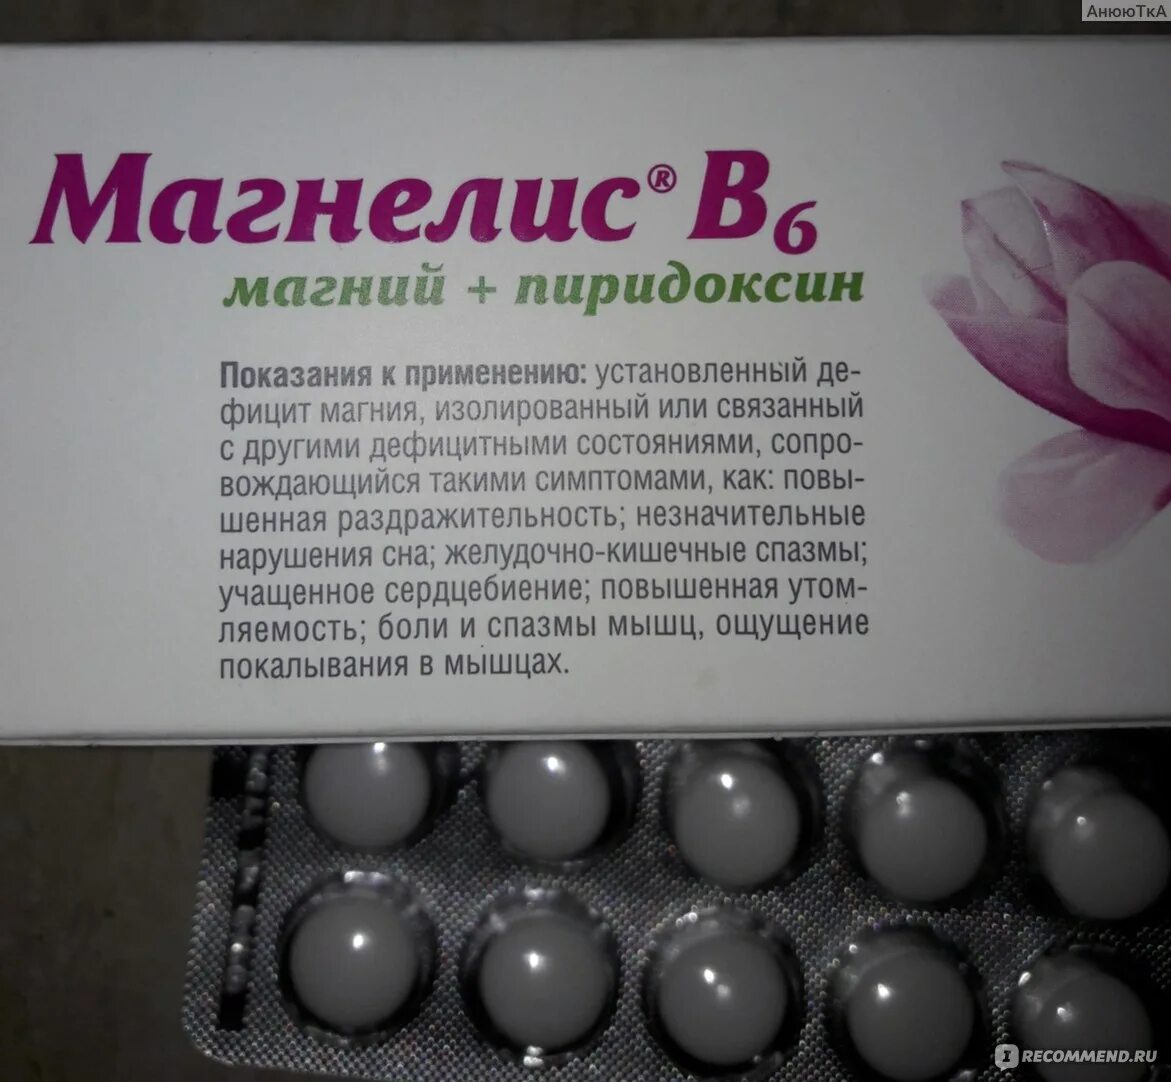 АнююТкА
Магнелис® B6
магний + пиридоксин
Показания к применению: установленный де-
фицит магния, изолированный или связанный
с другими дефицитными состояниями, сопро-
вождающийся такими симптомами, как: повы-
шенная раздражительность; незначительные
нарушения сна; желудочно-кишечные спазмы;
учащенное сердцебиение; повышенная утом-
ляемость; боли и спазмы мышц, ощущение
покалывания в мышцах.
IRECOMMEND.RU